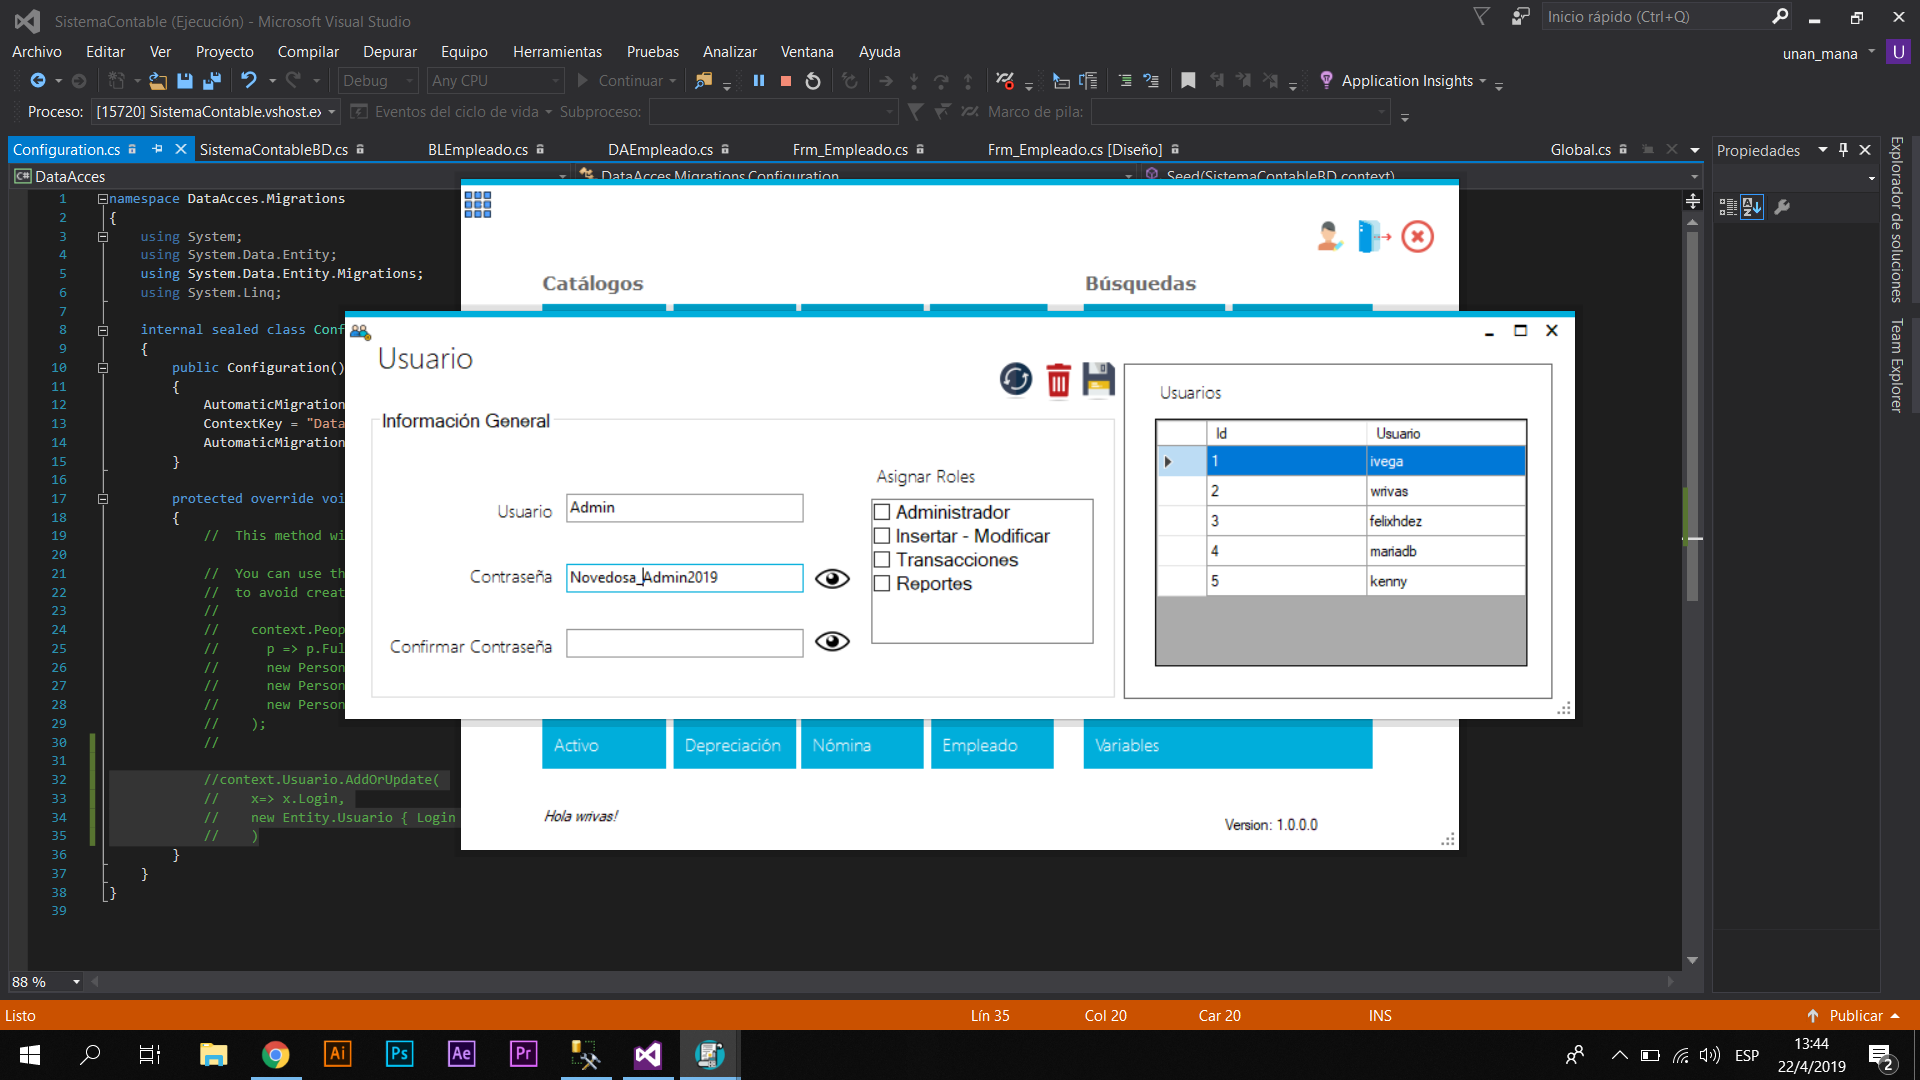 SistemaContable (Ejecución) - Microsoft Visual Studio
Inicio rápido (Ctrl+Q)
Archivo Editar Ver Proyecto Compilar Depurar Equipo Herramientas Pruebas Analizar Ventana Ayuda
unan_mana U
Debug Any CPU Continuar Application Insights
Proceso: [15720] SistemaContable.vshost.ex Eventos del ciclo de vida Subproceso: Marco de pila:
Configuration.cs SistemaContableBD.cs BLEmpleado.cs DAEmpleado.cs Frm_Empleado.cs Frm_Empleado.cs [Diseño] Global.cs
Propiedades
Explorador de soluciones
Team Explorer
C# DataAcces DataAcces.Migrations.Configuration Seed(SistemaContableBD context)
1 namespace DataAcces.Migrations
2 {
3 using System;
4 using System.Data.Entity;
5 using System.Data.Entity.Migrations;
6 using System.Linq;
7
8 internal sealed class Conf
9 {
10 public Configuration()
11 {
12 AutomaticMigration
13 ContextKey = "Data
14 AutomaticMigration
15 }
16
17 protected override voi
18 {
19 //  This method wi
20
21 //  You can use th
22 //  to avoid creat
23 //
24 //    context.Peop
25 //      p => p.Ful
26 //      new Person
27 //      new Person
28 //      new Person
29 //    );
30 //
31
32 //context.Usuario.AddOrUpdate(
33 //    x=> x.Login,
34 //    new Entity.Usuario { Login
35 //    )
36 }
37 }
38 }
39
Catálogos
Búsquedas
Usuario
Información General
Usuario Admin
Contraseña Novedosa_Admin2019
Confirmar Contraseña
Asignar Roles
Administrador
Insertar - Modificar
Transacciones
Reportes
Usuarios
Id Usuario
1 ivega
2 wrivas
3 felixhdez
4 mariadb
5 kenny
Activo Depreciación Nómina Empleado Variables
Hola wrivas!
Version: 1.0.0.0
88 %
Listo Lín 35 Col 20 Car 20 INS Publicar
Ai Ps Ae Pr
ESP
13:44
22/4/2019
2